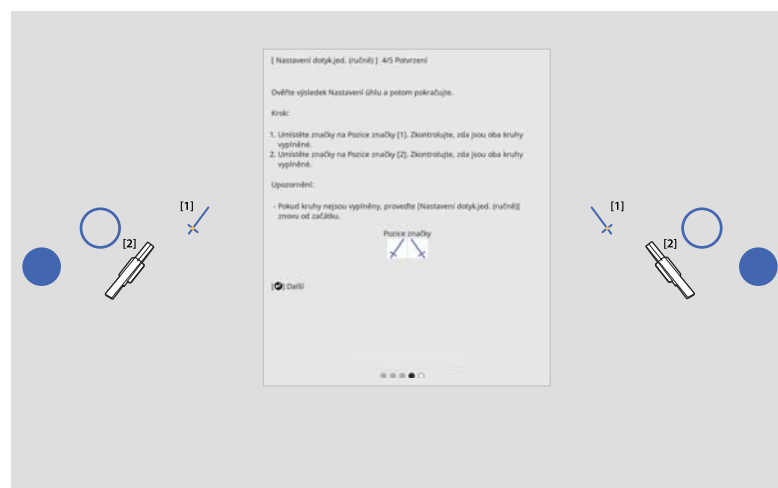 [ Nastavení dotyk.jed. (ručně) ] 4/5 Potvrzení
Ověřte výsledek Nastavení úhlu a potom pokračujte.
Krok:
1. Umístěte značky na Pozice značky [1]. Zkontrolujte, zda jsou oba kruhy
vyplněné.
2. Umístěte značky na Pozice značky [2]. Zkontrolujte, zda jsou oba kruhy
vyplněné.
Upozornění:
- Pokud kruhy nejsou vyplněny, proveďte [Nastavení dotyk.jed. (ručně)]
znovu od začátku.
Pozice značky
[ ]:Další
[1]
[2]
[1]
[2]